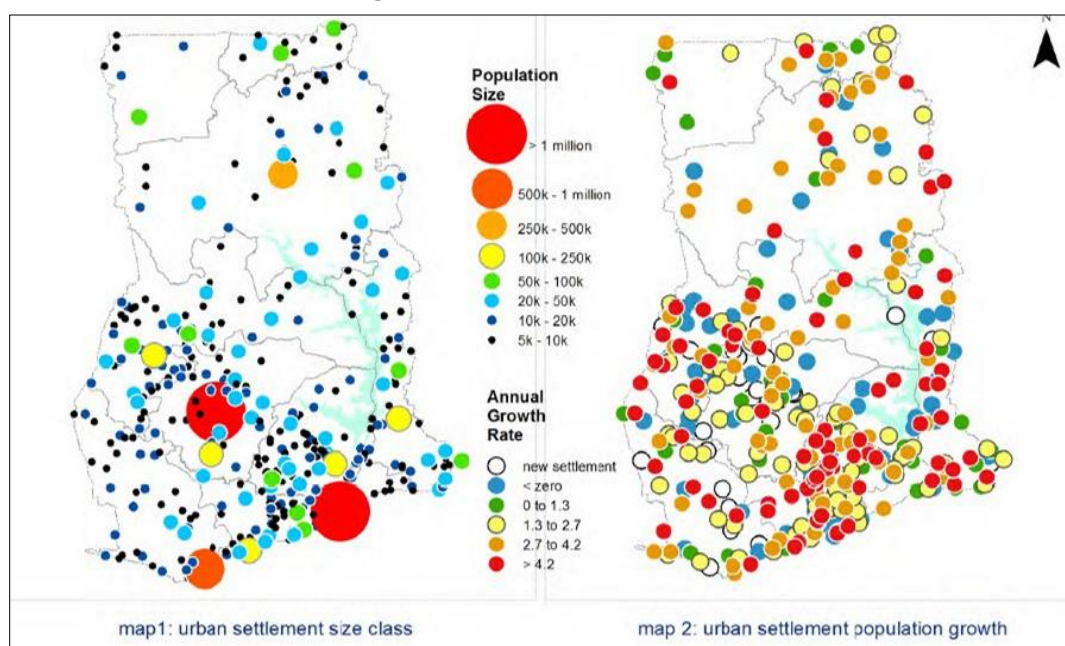 N
Population
Size
> 1 million
500k - 1 million
250k - 500k
100k - 250k
50k - 100k
20k - 50k
10k - 20k
5k - 10k
Annual
Growth
Rate
new settlement
< zero
0 to 1.3
1.3 to 2.7
2.7 to 4.2
> 4.2
map1: urban settlement size class
map 2: urban settlement population growth